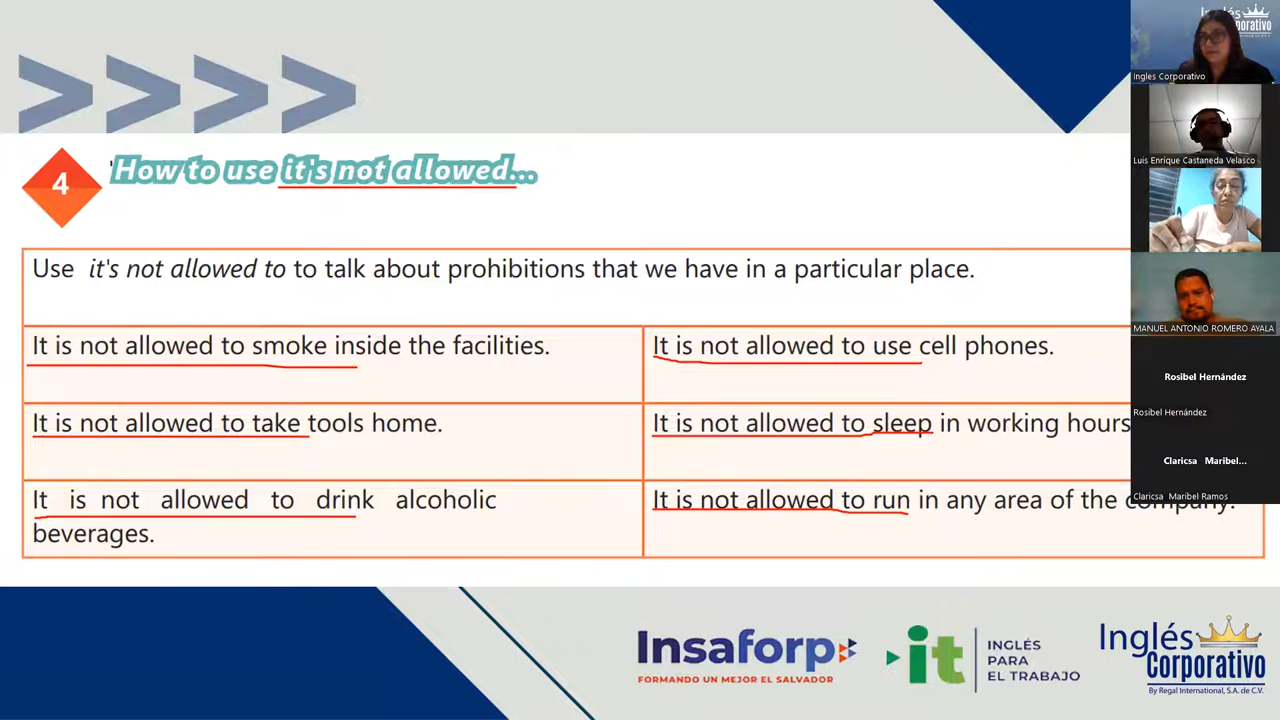 Inglés
Corporativo
Ingles Corporativo
Luis Enrique Castaneda Velasco
MANUEL ANTONIO ROMERO AYALA
Rosibel Hernández
Rosibel Hernández
Claricsa Maribel...
Claricsa Maribel Ramos
4
How to use it's not allowed...
Use it's not allowed to to talk about prohibitions that we have in a particular place.
It is not allowed to smoke inside the facilities.
It is not allowed to use cell phones.
It is not allowed to take tools home.
It is not allowed to sleep in working hours
It is not allowed to drink alcoholic
beverages.
It is not allowed to run in any area of the company.
Insaforp
FORMANDO UN MEJOR EL SALVADOR
it
INGLÉS
PARA
EL TRABAJO
Inglés
Corporativo
By Regal International, S.A. de C.V.